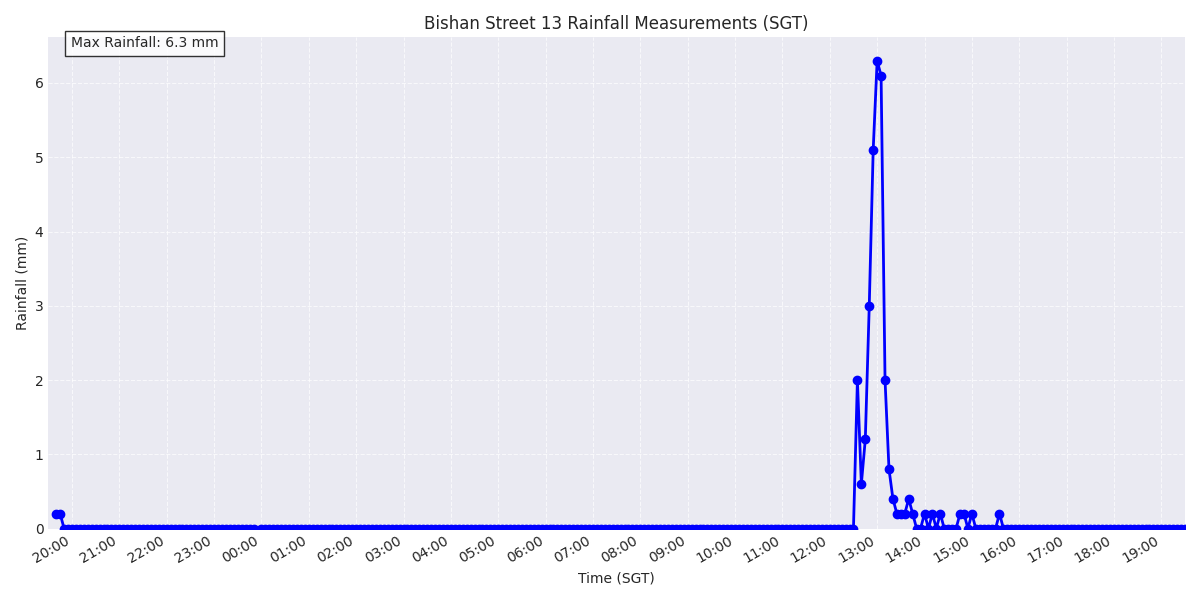 Bishan Street 13 Rainfall Measurements (SGT)
Max Rainfall: 6.3 mm
Rainfall (mm)
6
5
4
3
2
1
0
20:00 21:00 22:00 23:00 00:00 01:00 02:00 03:00 04:00 05:00 06:00 07:00 08:00 09:00 10:00 11:00 12:00 13:00 14:00 15:00 16:00 17:00 18:00 19:00
Time (SGT)